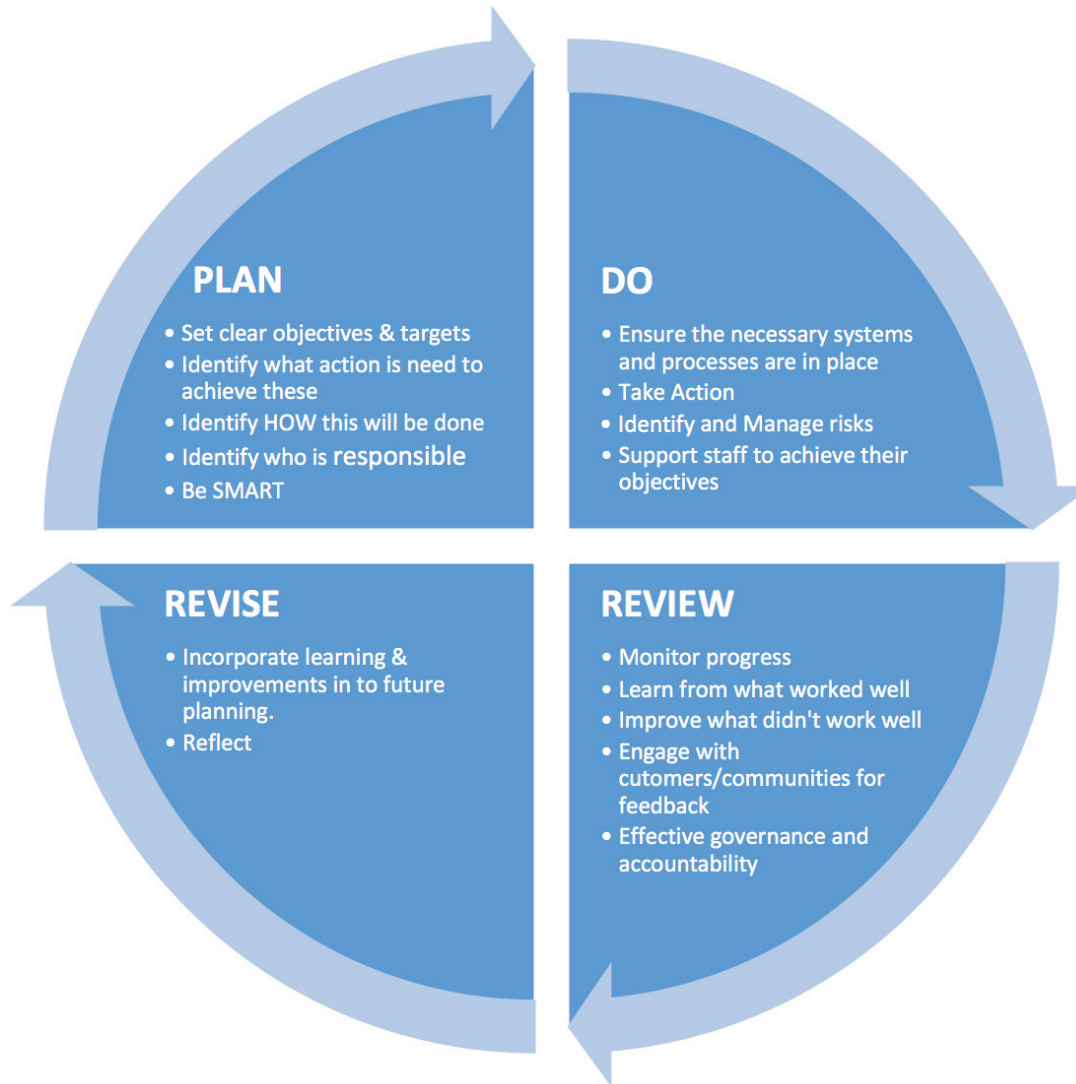 PLAN
• Set clear objectives & targets
• Identify what action is need to
achieve these
• Identify HOW this will be done
• Identify who is responsible
• Be SMART
DO
• Ensure the necessary systems
and processes are in place
• Take Action
• Identify and Manage risks
• Support staff to achieve their
objectives
REVISE
• Incorporate learning &
improvements in to future
planning.
• Reflect
REVIEW
• Monitor progress
• Learn from what worked well
• Improve what didn't work well
• Engage with
cutomers/communities for
feedback
• Effective governance and
accountability